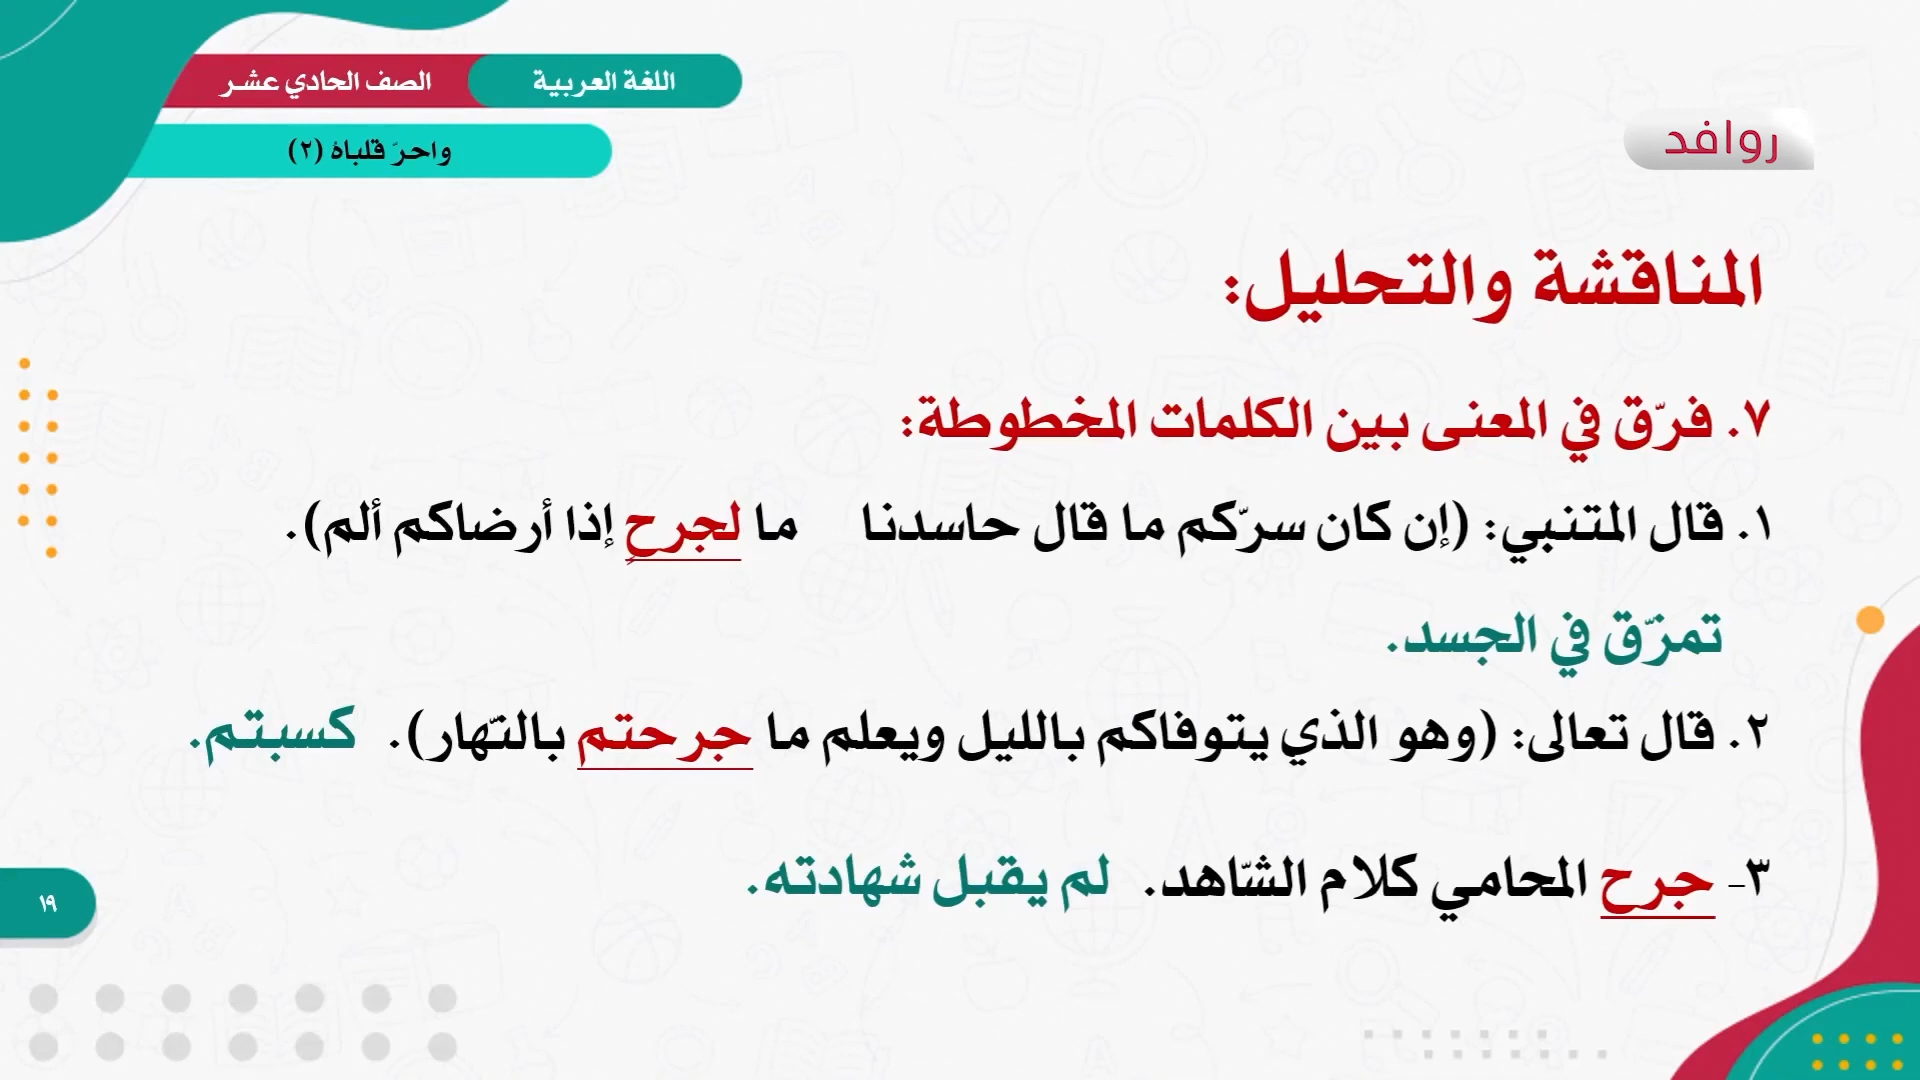 اللغة العربية
الصف الحادي عشر
واحرّ قلباهُ (٢)
روافد
المناقشة والتحليل:
٧. فرّق في المعنى بين الكلمات المخطوطة:
١. قال المتنبي: (إن كان سرّكم ما قال حاسدنا ما لجرحٍ إذا أرضاكم ألم).
تمزّق في الجسد.
٢. قال تعالى: (وهو الذي يتوفاكم بالليل ويعلم ما جرحتم بالنّهار). كسبتم.
٣- جرح المحامي كلام الشّاهد. لم يقبل شهادته.
١٩